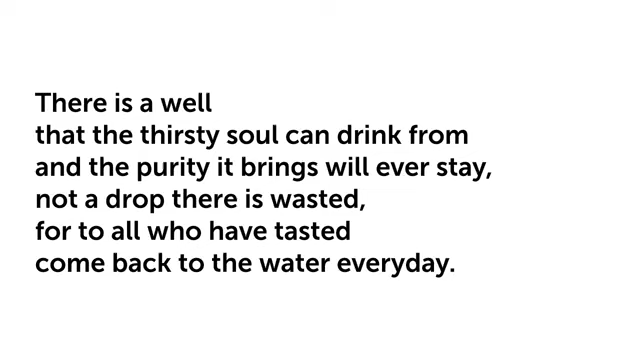 There is a well
that the thirsty soul can drink from
and the purity it brings will ever stay,
not a drop there is wasted,
for to all who have tasted
come back to the water everyday.